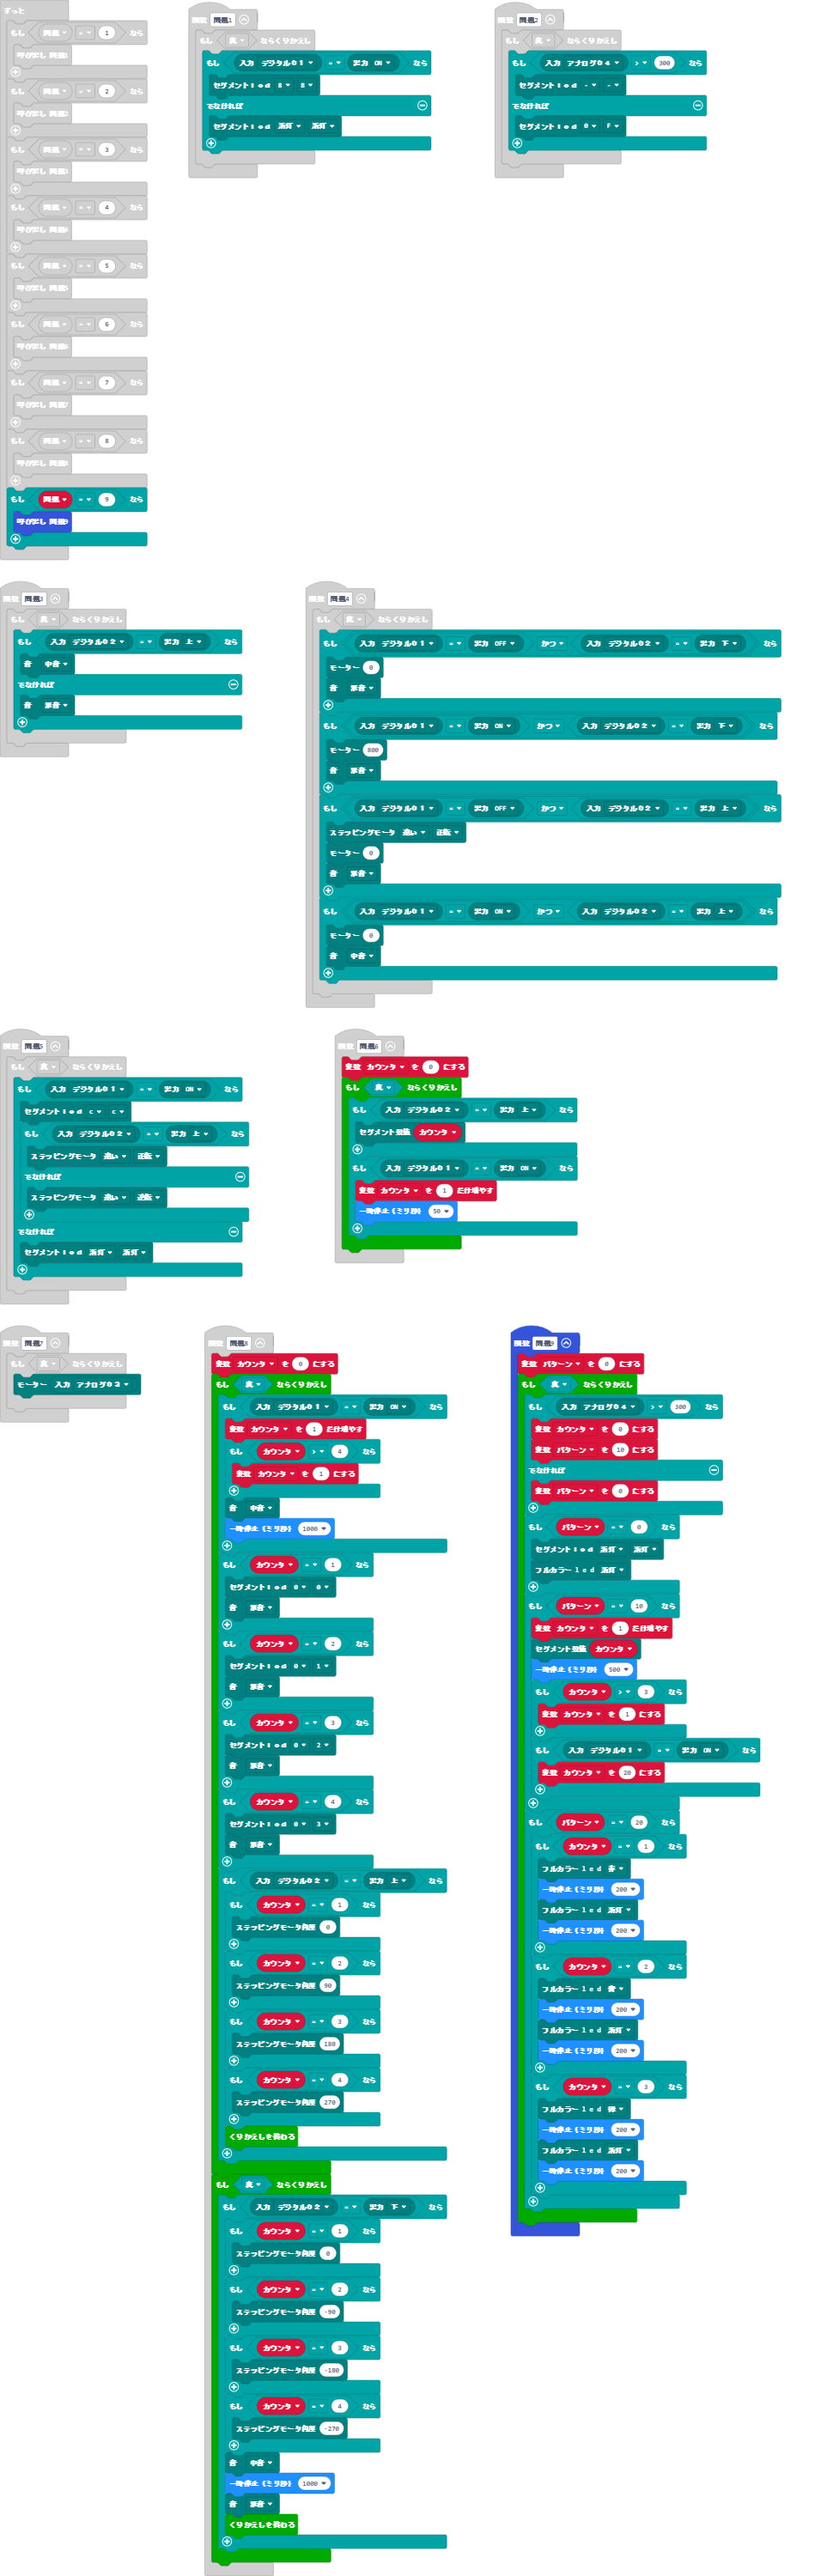 ずっと
もし 問題 = 1 なら
呼び出し 問題1
もし 問題 = 2 なら
呼び出し 問題2
もし 問題 = 3 なら
呼び出し 問題3
もし 問題 = 4 なら
呼び出し 問題4
もし 問題 = 5 なら
呼び出し 問題5
もし 問題 = 6 なら
呼び出し 問題6
もし 問題 = 7 なら
呼び出し 問題7
もし 問題 = 8 なら
呼び出し 問題8
もし 問題 = 9 なら
呼び出し 問題9
関数 問題1
もし 真 ならくりかえし
もし 入力 デジタル01 = 出力 ON なら
セグメントled 8 8
でなければ
セグメントled 消灯 消灯
関数 問題2
もし 真 ならくりかえし
もし 入力 アナログ04 > 300 なら
セグメントled - -
でなければ
セグメントled 0 F
関数 問題3
もし 真 ならくりかえし
もし 入力 デジタル02 = 出力 上 なら
音 中音
でなければ
音 消音
関数 問題4
もし 真 ならくりかえし
もし 入力 デジタル01 = 出力 OFF かつ 入力 デジタル02 = 出力 下 なら
モーター 0
音 消音
もし 入力 デジタル01 = 出力 ON かつ 入力 デジタル02 = 出力 下 なら
モーター 800
音 消音
もし 入力 デジタル01 = 出力 OFF かつ 入力 デジタル02 = 出力 上 なら
ステッピングモータ 速い 正転
モーター 0
音 消音
もし 入力 デジタル01 = 出力 ON かつ 入力 デジタル02 = 出力 上 なら
モーター 0
音 中音
関数 問題5
もし 真 ならくりかえし
もし 入力 デジタル01 = 出力 ON なら
セグメントled c c
もし 入力 デジタル02 = 出力 上 なら
ステッピングモータ 速い 正転
でなければ
ステッピングモータ 速い 逆転
でなければ
セグメントled 消灯 消灯
関数 問題6
変数 カウンタ を 0 にする
もし 真 ならくりかえし
もし 入力 デジタル02 = 出力 上 なら
セグメント整数 カウンタ
もし 入力 デジタル01 = 出力 ON なら
変数 カウンタ を 1 だけ増やす
一時停止(ミリ秒) 50
関数 問題7
もし 真 ならくりかえし
モーター 入力 アナログ03
関数 問題8
変数 カウンタ を 0 にする
もし 真 ならくりかえし
もし 入力 デジタル01 = 出力 ON なら
変数 カウンタ を 1 だけ増やす
もし カウンタ > 4 なら
変数 カウンタ を 1 にする
音 中音
一時停止(ミリ秒) 1000
もし カウンタ = 1 なら
セグメントled 0 0
音 消音
もし カウンタ = 2 なら
セグメントled 0 1
音 消音
もし カウンタ = 3 なら
セグメントled 0 2
音 消音
もし カウンタ = 4 なら
セグメントled 0 3
音 消音
もし 入力 デジタル02 = 出力 上 なら
もし カウンタ = 1 なら
ステッピングモータ角度 0
もし カウンタ = 2 なら
ステッピングモータ角度 90
もし カウンタ = 3 なら
ステッピングモータ角度 180
もし カウンタ = 4 なら
ステッピングモータ角度 270
くりかえしを終わる
もし 真 ならくりかえし
もし 入力 デジタル02 = 出力 下 なら
もし カウンタ = 1 なら
ステッピングモータ角度 0
もし カウンタ = 2 なら
ステッピングモータ角度 -90
もし カウンタ = 3 なら
ステッピングモータ角度 -180
もし カウンタ = 4 なら
ステッピングモータ角度 -270
音 中音
一時停止(ミリ秒) 1000
音 消音
くりかえしを終わる
関数 問題9
変数 パターン を 0 にする
もし 真 ならくりかえし
もし 入力 アナログ04 > 300 なら
変数 カウンタ を 0 にする
変数 パターン を 10 にする
でなければ
変数 パターン を 0 にする
もし パターン = 0 なら
セグメントled 消灯 消灯
フルカラーled 消灯
もし パターン = 10 なら
変数 カウンタ を 1 だけ増やす
セグメント整数 カウンタ
一時停止(ミリ秒) 500
もし カウンタ > 3 なら
変数 カウンタ を 1 にする
もし 入力 デジタル01 = 出力 ON なら
変数 カウンタ を 20 にする
もし パターン = 20 なら
もし カウンタ = 1 なら
フルカラーled 赤
一時停止(ミリ秒) 200
フルカラーled 消灯
一時停止(ミリ秒) 200
もし カウンタ = 2 なら
フルカラーled 青
一時停止(ミリ秒) 200
フルカラーled 消灯
一時停止(ミリ秒) 200
もし カウンタ = 3 なら
フルカラーled 緑
一時停止(ミリ秒) 200
フルカラーled 消灯
一時停止(ミリ秒) 200